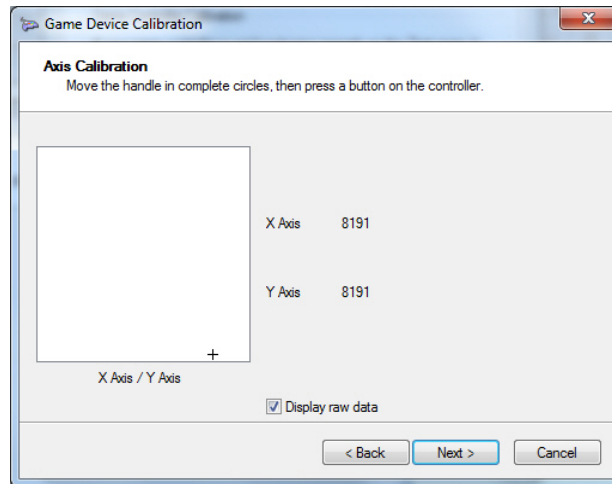 Game Device Calibration
Axis Calibration
Move the handle in complete circles, then press a button on the controller.
X Axis 8191
Y Axis 8191
X Axis / Y Axis
Display raw data
< Back Next > Cancel